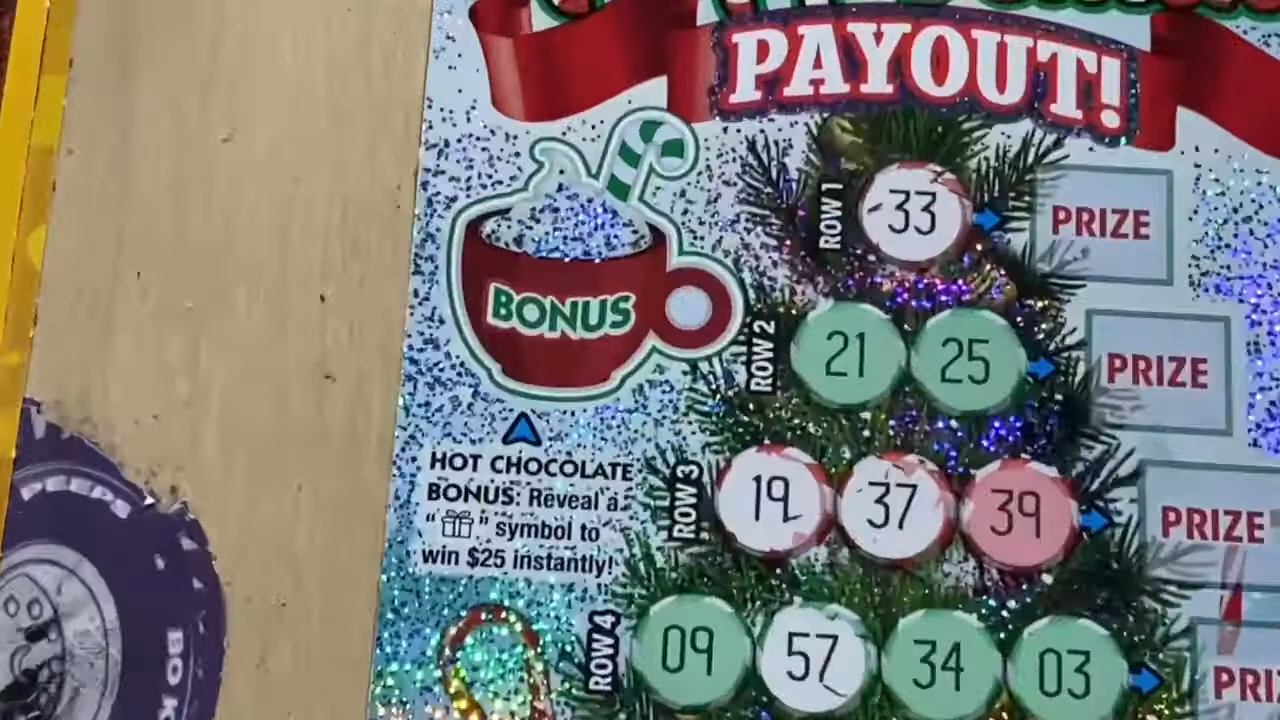 PAYOUT!
ROW 1
33
PRIZE
BONUS
ROW 2
21 25
PRIZE
HOT CHOCOLATE
BONUS: Reveal a
" " symbol to
win $25 instantly!
ROW 3
19 37 39
PRIZE
ROW 4
09 57 34 03
PEEPS